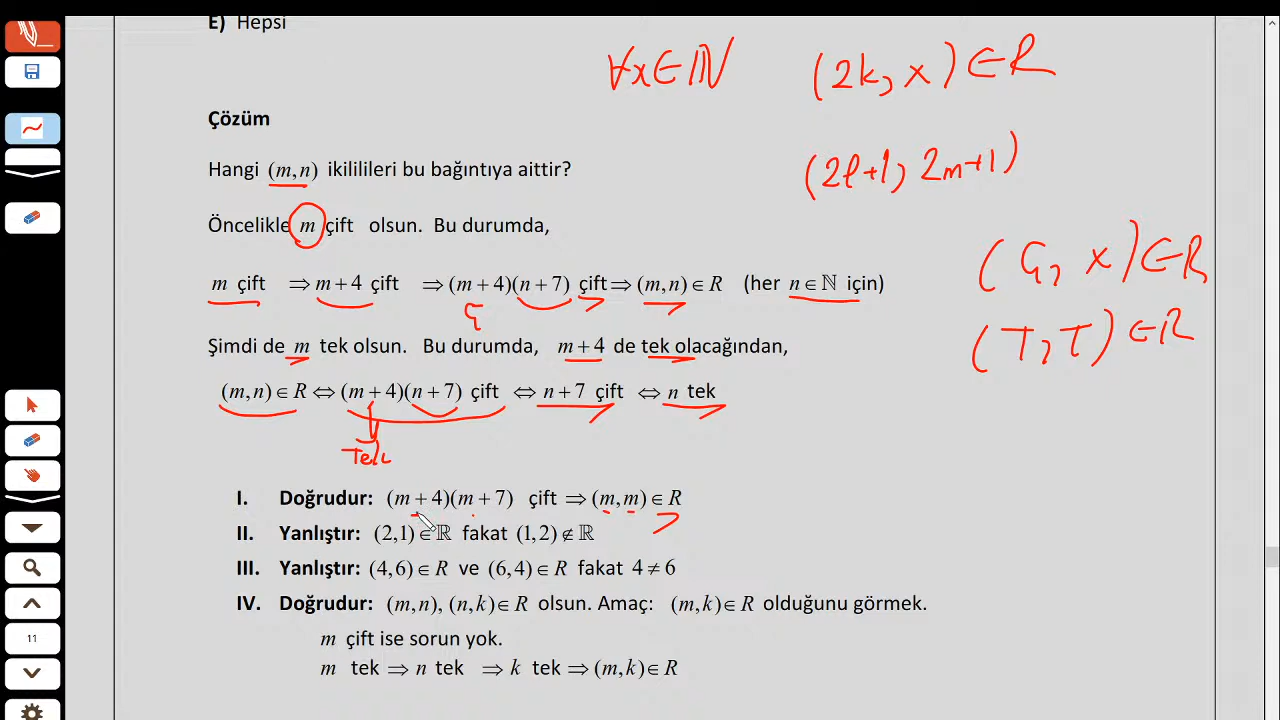 E) Hepsi
∀x∈ℕ (2k, x) ∈ R
Çözüm
Hangi (m,n) ikilileri bu bağıntıya aittir?
(2ℓ+1, 2m+1)
Öncelikle m çift olsun. Bu durumda,
(Ç, x) ∈ R
m çift ⇒ m+4 çift ⇒ (m+4)(n+7) çift ⇒ (m,n) ∈ R (her n∈ℕ için)
Ç
(T, T) ∈ R
Şimdi de m tek olsun. Bu durumda, m+4 de tek olacağından,
(m,n)∈R ⇔ (m+4)(n+7) çift ⇔ n+7 çift ⇔ n tek
Tek
I. Doğrudur: (m+4)(m+7) çift ⇒ (m,m) ∈ R
II. Yanlıştır: (2,1)∈ℝ fakat (1,2)∉ℝ
III. Yanlıştır: (4,6)∈R ve (6,4)∈R fakat 4≠6
IV. Doğrudur: (m,n), (n,k)∈R olsun. Amaç: (m,k)∈R olduğunu görmek.
m çift ise sorun yok.
m tek ⇒ n tek ⇒ k tek ⇒ (m,k)∈R
11